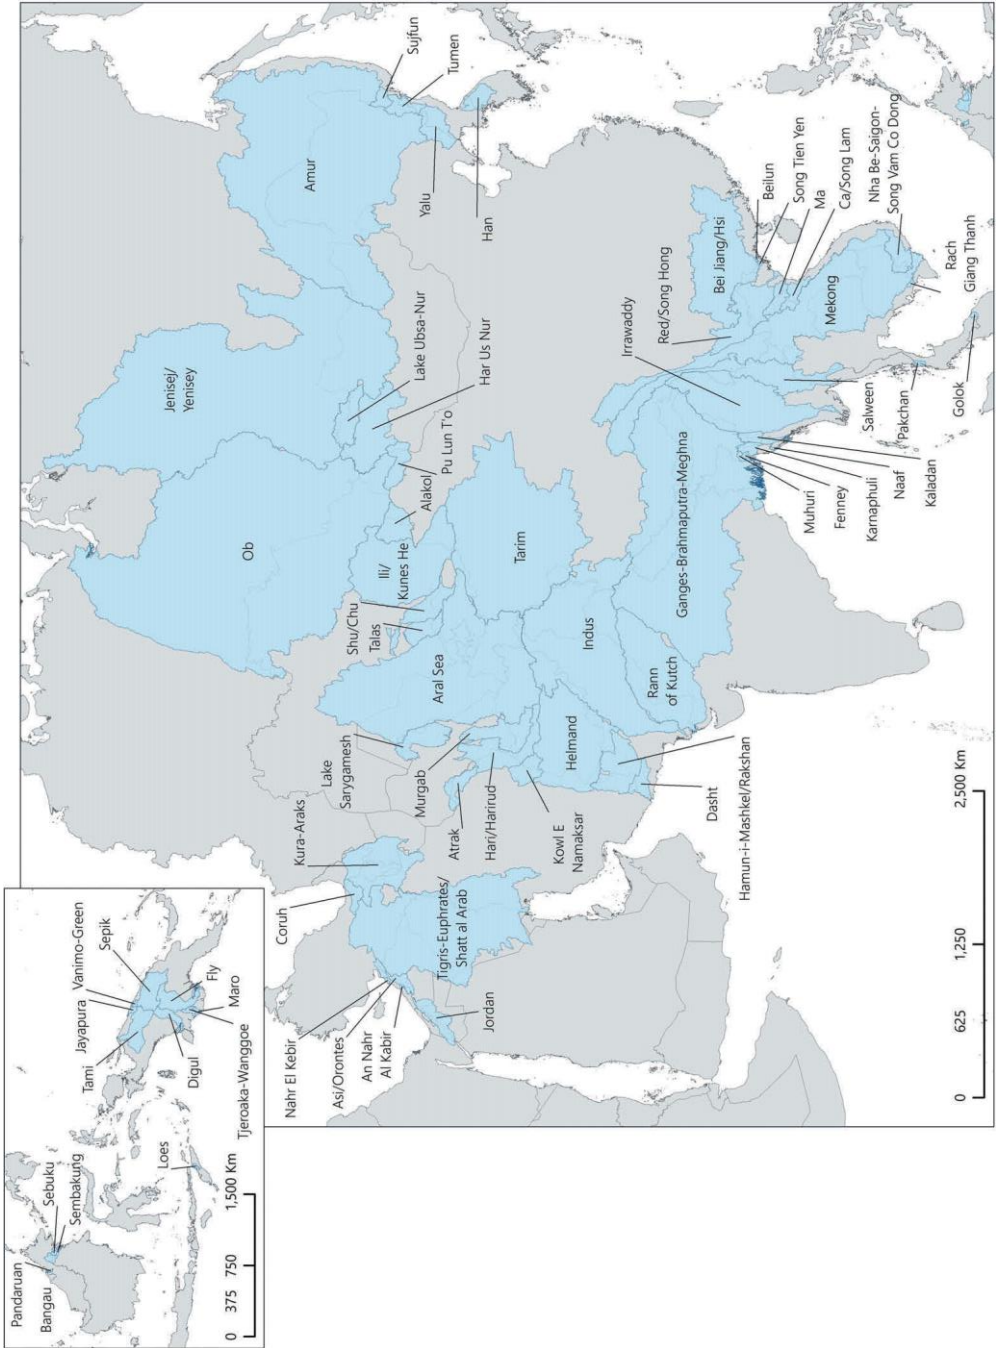 Pandaruan
Bangau
Sebuku
Sembakung
Loes
Tami
Jayapura
Vanimo-Green
Sepik
Fly
Maro
Digul
Tjeroaka-Wanggoe
0 375 750 1,500 Km
Jenisej/
Yenisey
Amur
Sujfun
Tumen
Yalu
Han
Ob
Lake Ubsa-Nur
Har Us Nur
Pu Lun T'o
Alakol
Ili/
Kunes He
Shu/Chu
Talas
Aral Sea
Tarim
Lake
Sarygamesh
Kura-Araks
Coruh
Murgab
Atrak
Hari/Harirud
Kowl E
Namaksar
Helmand
Indus
Rann
of Kutch
Dasht
Hamun-i-Mashkel/Rakshan
Tigris-Euphrates/
Shatt al Arab
Nahr El Kebir
Asi/Orontes
An Nahr
Al Kabir
Jordan
Ganges-Brahmaputra-Meghna
Irrawaddy
Red/Song Hong
Bei Jiang/Hsi
Beilun
Song Tien Yen
Ma
Ca/Song Lam
Nha Be-Saigon-
Song Vam Co Dong
Rach
Giang Thanh
Mekong
Salween
Pakchan
Golok
Muhuri
Fenney
Karnaphuli
Naaf
Kaladan
0 625 1,250 2,500 Km